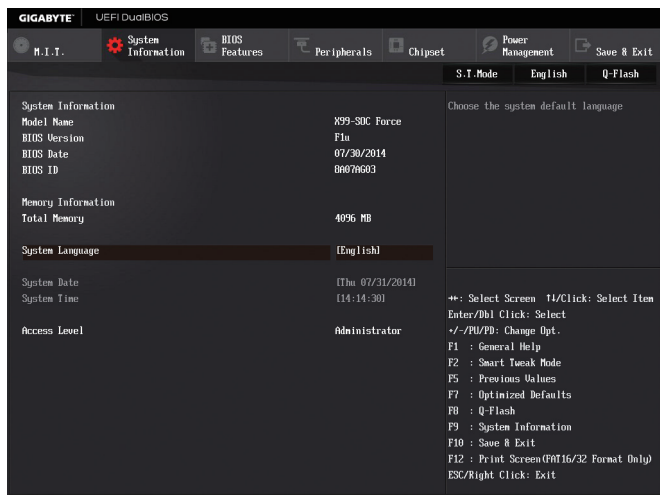 GIGABYTE™ UEFI DualBIOS
M.I.T. System Information BIOS Features Peripherals Chipset Power Management Save & Exit
S.T.Mode English Q-Flash
System Information
Model Name X99-SOC Force
BIOS Version F1u
BIOS Date 07/30/2014
BIOS ID 8A07AG03
Memory Information
Total Memory 4096 MB
System Language [English]
System Date [Thu 07/31/2014]
System Time [14:14:30]
Access Level Administrator
Choose the system default language
→←: Select Screen ↑↓/Click: Select Item
Enter/Dbl Click: Select
+/-/PU/PD: Change Opt.
F1 : General Help
F2 : Smart Tweak Mode
F5 : Previous Values
F7 : Optimized Defaults
F8 : Q-Flash
F9 : System Information
F10 : Save & Exit
F12 : Print Screen(FAT16/32 Format Only)
ESC/Right Click: Exit